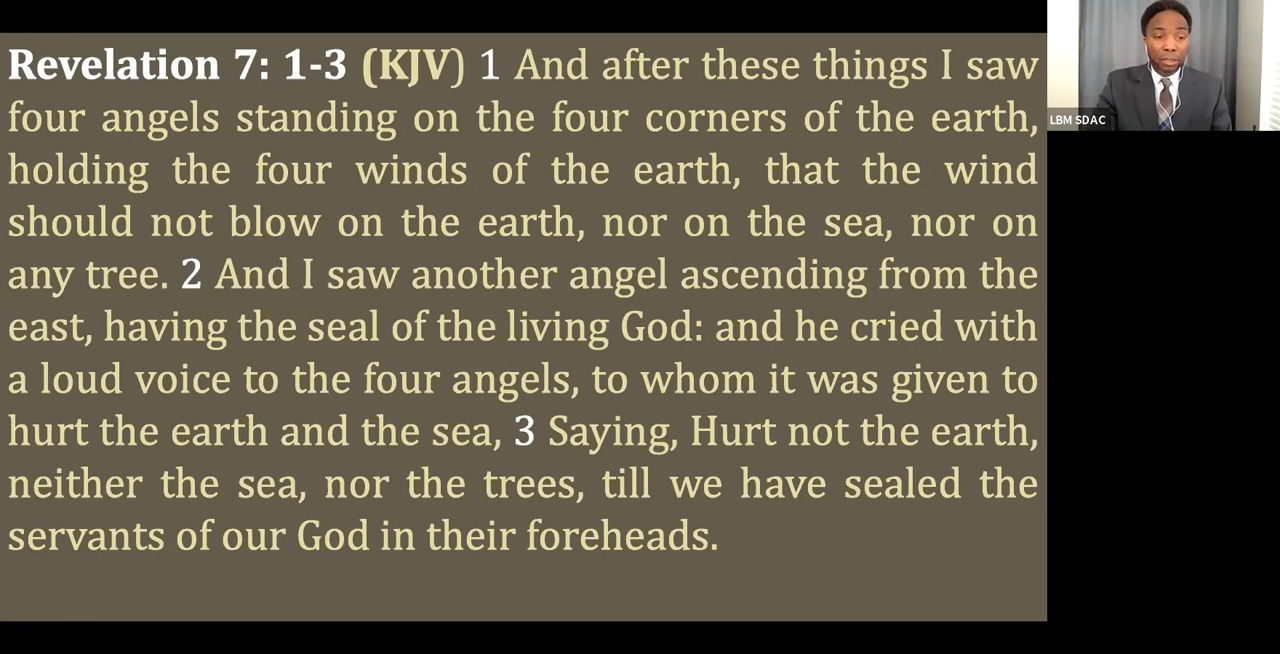 Revelation 7: 1-3 (KJV) 1 And after these things I saw
four angels standing on the four corners of the earth,
holding the four winds of the earth, that the wind
should not blow on the earth, nor on the sea, nor on
any tree. 2 And I saw another angel ascending from the
east, having the seal of the living God: and he cried with
a loud voice to the four angels, to whom it was given to
hurt the earth and the sea, 3 Saying, Hurt not the earth,
neither the sea, nor the trees, till we have sealed the
servants of our God in their foreheads.
LBM SDAC